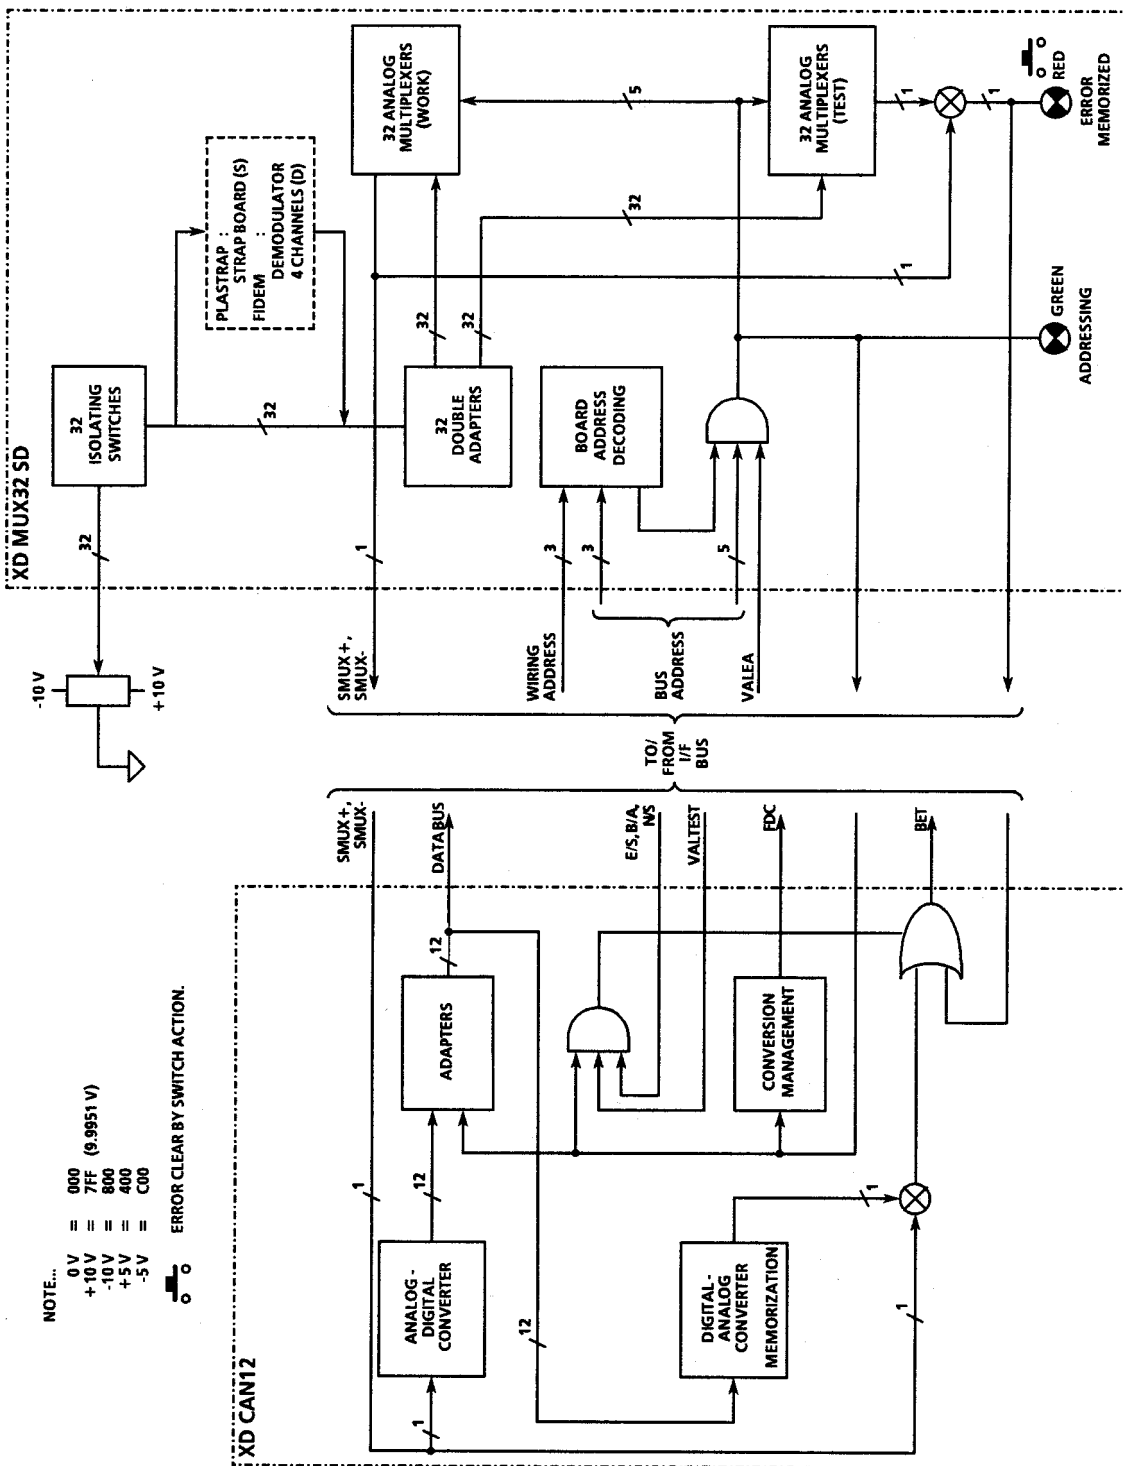 NOTE...
0 V = 000
+10 V = 7FF (9.9951 V)
-10 V = 800
+5 V = 400
-5 V = C00
ERROR CLEAR BY SWITCH ACTION.
XD CAN12
ANALOG -
DIGITAL
CONVERTER
1
1
12
ADAPTERS
12
12
DIGITAL-
ANALOG
CONVERTER
MEMORIZATION
1
1
CONVERSION
MANAGEMENT
SMUX+,
SMUX-
DATA BUS
E/S, B/A,
N/S
VALTEST
FDC
BET
TO/
FROM
I/F
BUS
-10 V
+10 V
SMUX+,
SMUX-
WIRING
ADDRESS
BUS
ADDRESS
VALEA
XD MUX32 SD
32
1
3
3
5
32
ISOLATING
SWITCHES
32
PLASTRAP :
STRAP BOARD (S)
FIDEM :
DEMODULATOR
4 CHANNELS (D)
32
DOUBLE
ADAPTERS
32
32
BOARD
ADDRESS
DECODING
32 ANALOG
MULTIPLEXERS
(WORK)
5
32
1
32 ANALOG
MULTIPLEXERS
(TEST)
1
1
GREEN
ADDRESSING
RED
ERROR
MEMORIZED